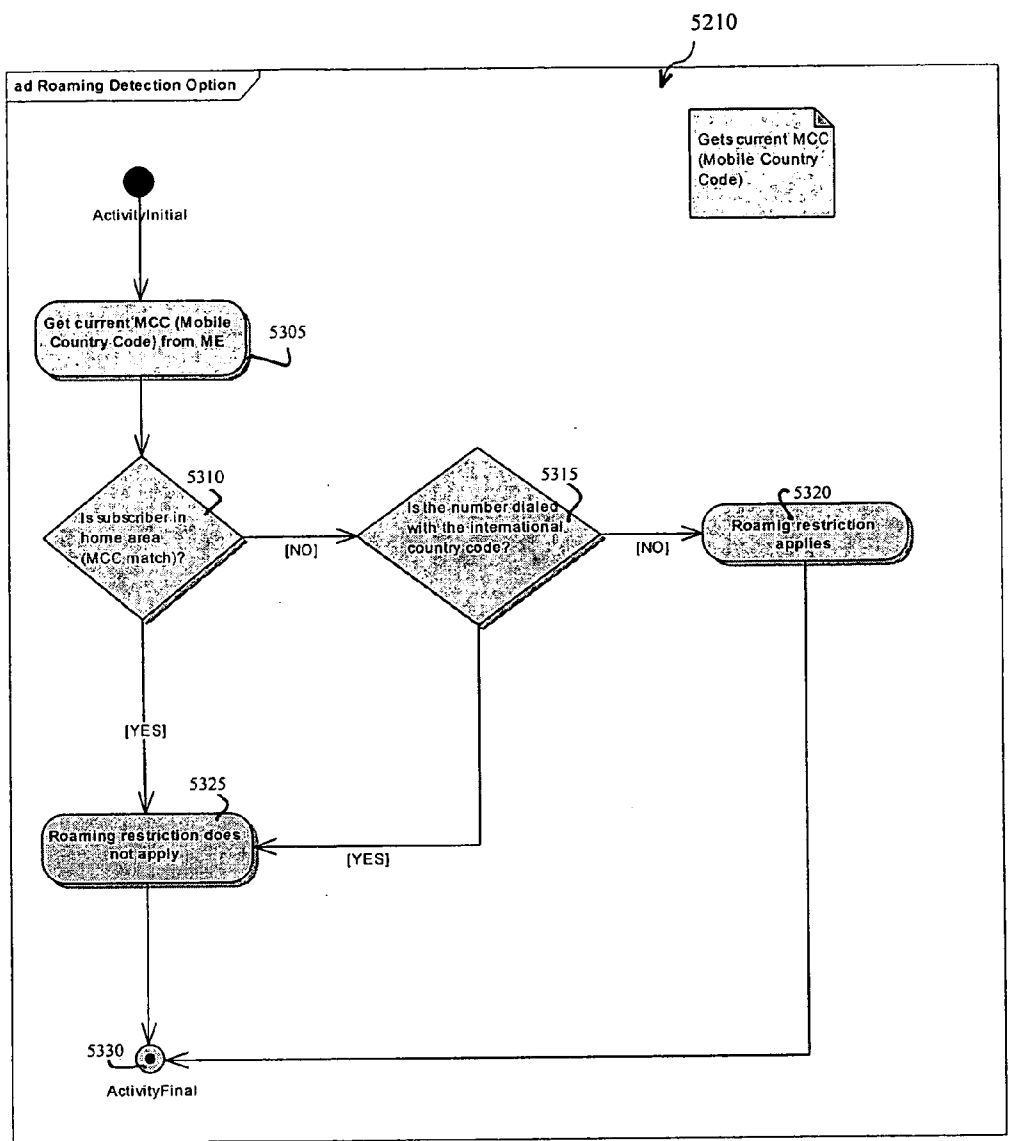 5210
ad Roaming Detection Option
Gets current MCC
(Mobile Country
Code)
ActivityInitial
Get current MCC (Mobile
Country Code) from ME
5305
5310
Is subscriber in
home area
(MCC match)?
[NO]
5315
Is the number dialed
with the international
country code?
[NO]
5320
Roamig restriction
applies
[YES]
5325
Roaming restriction does
not apply
[YES]
5330
ActivityFinal